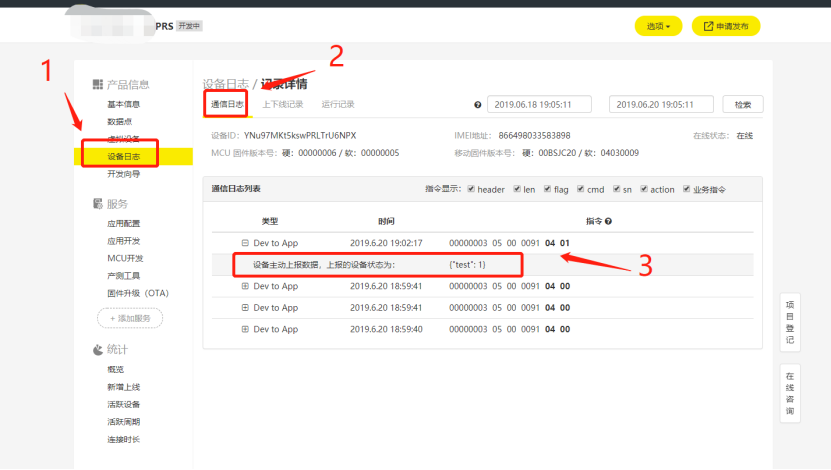 PRS 开发中
选项
申请发布
1
2
产品信息
基本信息
数据点
虚拟设备
设备日志
开发向导
服务
应用配置
应用开发
MCU开发
产测工具
固件升级（OTA）
+ 添加服务
统计
概览
新增上线
活跃设备
活跃周期
连接时长
设备日志 / 记录详情
通信日志 上下线记录 运行记录
2019.06.18 19:05:11 2019.06.20 19:05:11 检索
设备ID: YNu97MKt5kswPRLTrU6NPX IMEI地址: 866498033583898 在线状态: 在线
MCU 固件版本号: 硬: 00000006 / 软: 00000005 移动固件版本号: 硬: 00BSJC20 / 软: 04030009
通信日志列表 指令显示: header len flag cmd sn action 业务指令
类型 时间 指令
Dev to App 2019.6.20 19:02:17 00000003 05 00 0091 04 01
设备主动上报数据，上报的设备状态为: {"test": 1}
3
Dev to App 2019.6.20 18:59:41 00000003 05 00 0091 04 00
Dev to App 2019.6.20 18:59:41 00000003 05 00 0091 04 00
Dev to App 2019.6.20 18:59:40 00000003 05 00 0091 04 00
项目登记
在线咨询